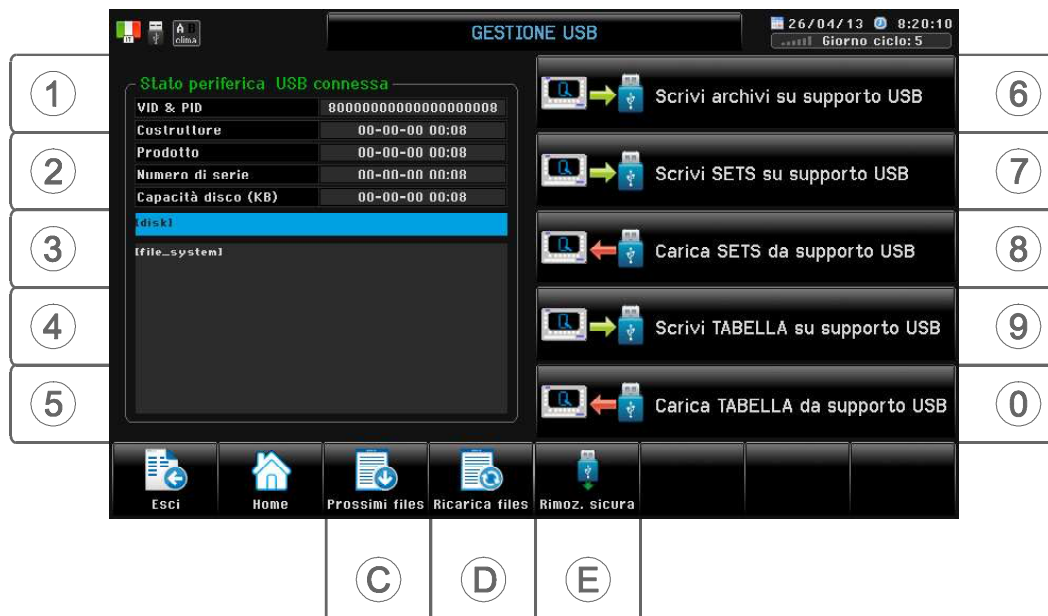 IT
A B
clima
GESTIONE USB
26/04/13 8:20:10
Giorno ciclo: 5
Stato periferica USB connessa
VID & PID 80000000000000000008
Costruttore 00-00-00 00:08
Prodotto 00-00-00 00:08
Numero di serie 00-00-00 00:08
Capacità disco (KB) 00-00-00 00:08
[disk]
[file_system]
1
2
3
4
5
Scrivi archivi su supporto USB
Scrivi SETS su supporto USB
Carica SETS da supporto USB
Scrivi TABELLA su supporto USB
Carica TABELLA da supporto USB
6
7
8
9
0
Esci
Home
Prossimi files
Ricarica files
Rimoz. sicura
C
D
E